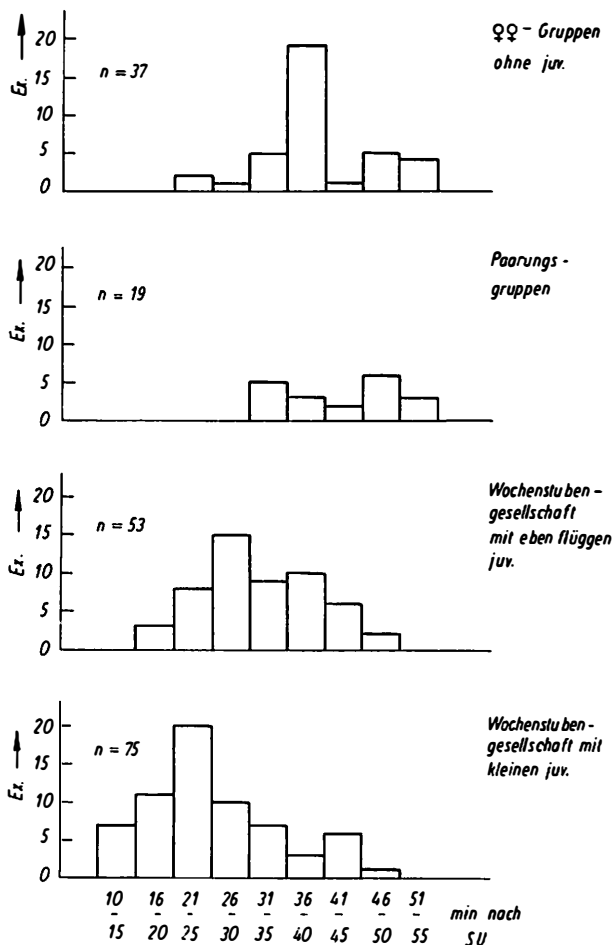 ♀♀ - Gruppen
ohne juv.
Ex.
20
15
10
5
0
n = 37
Paarungs -
gruppen
Ex.
20
15
10
5
0
n = 19
Wochenstuben -
gesellschaft
mit eben flüggen
juv.
Ex.
20
15
10
5
0
n = 53
Wochenstuben -
gesellschaft mit
kleinen juv.
Ex.
20
15
10
5
0
n = 75
10 16 21 26 31 36 41 46 51
- - - - - - - - - min nach
15 20 25 30 35 40 45 50 55 SU